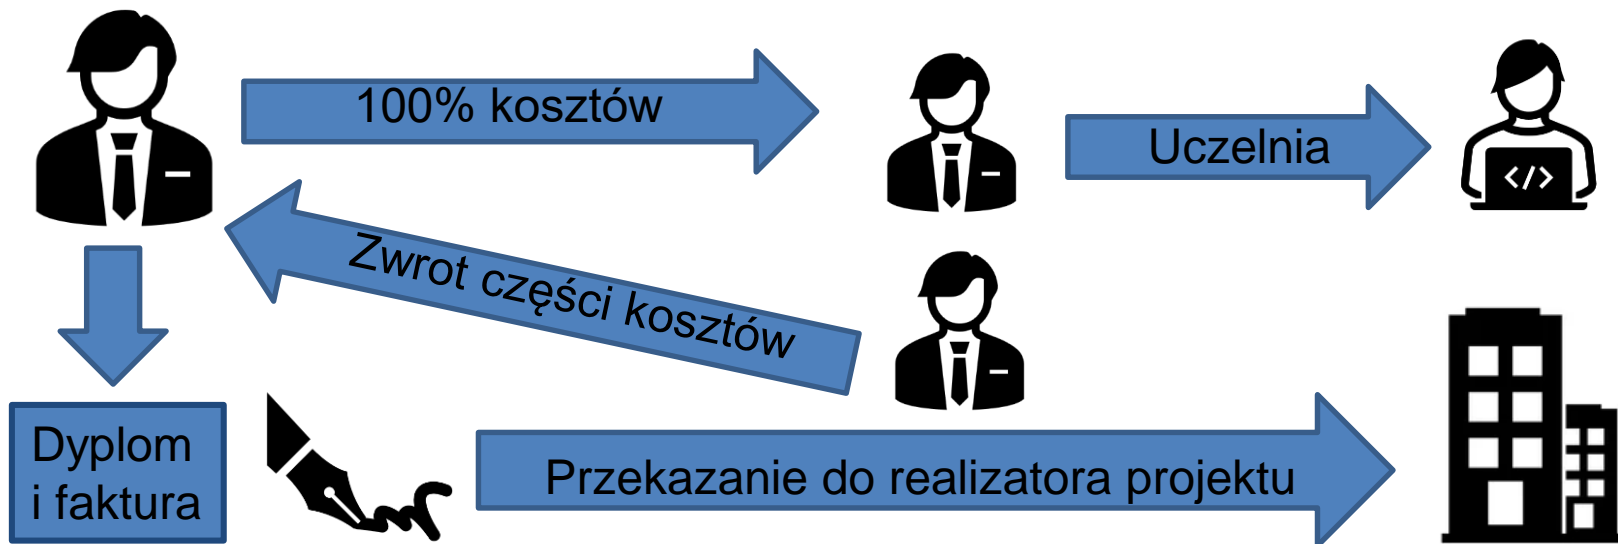 100% kosztów
Uczelnia
</>
Zwrot części kosztów
Dyplom
i faktura
Przekazanie do realizatora projektu